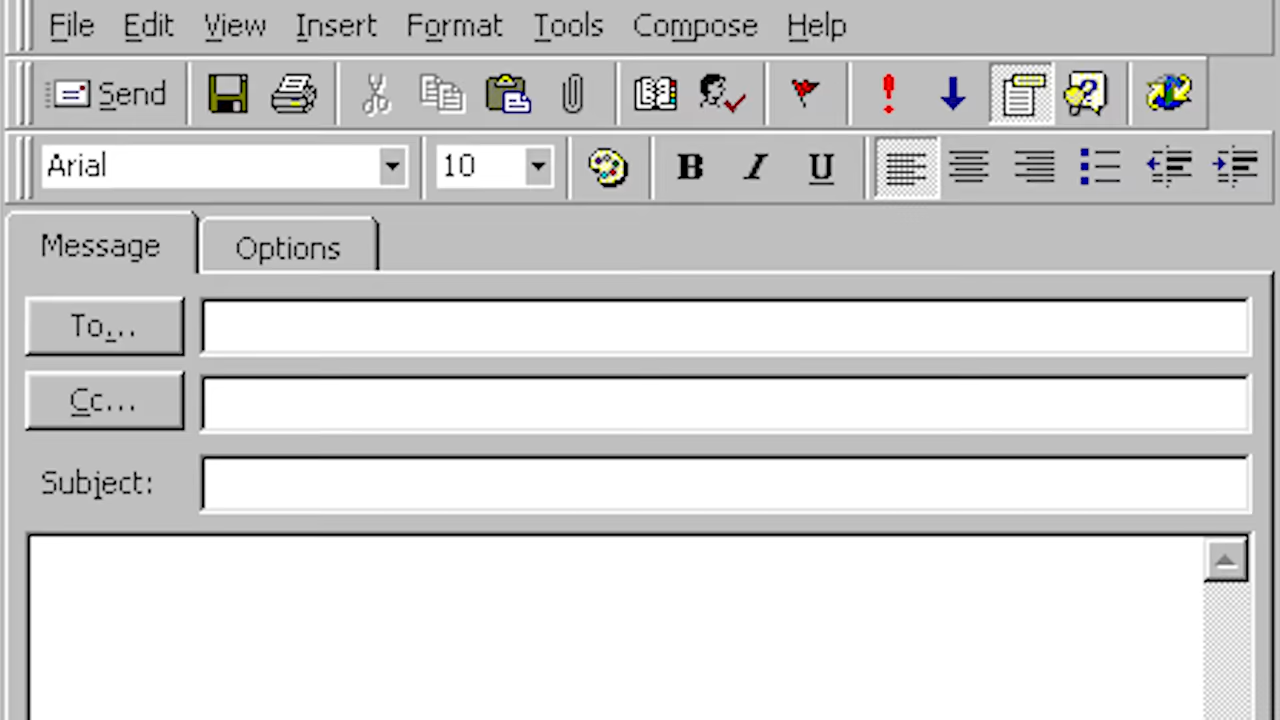 File Edit View Insert Format Tools Compose Help
Send
Arial 10 B I U
Message Options
To...
Cc...
Subject: